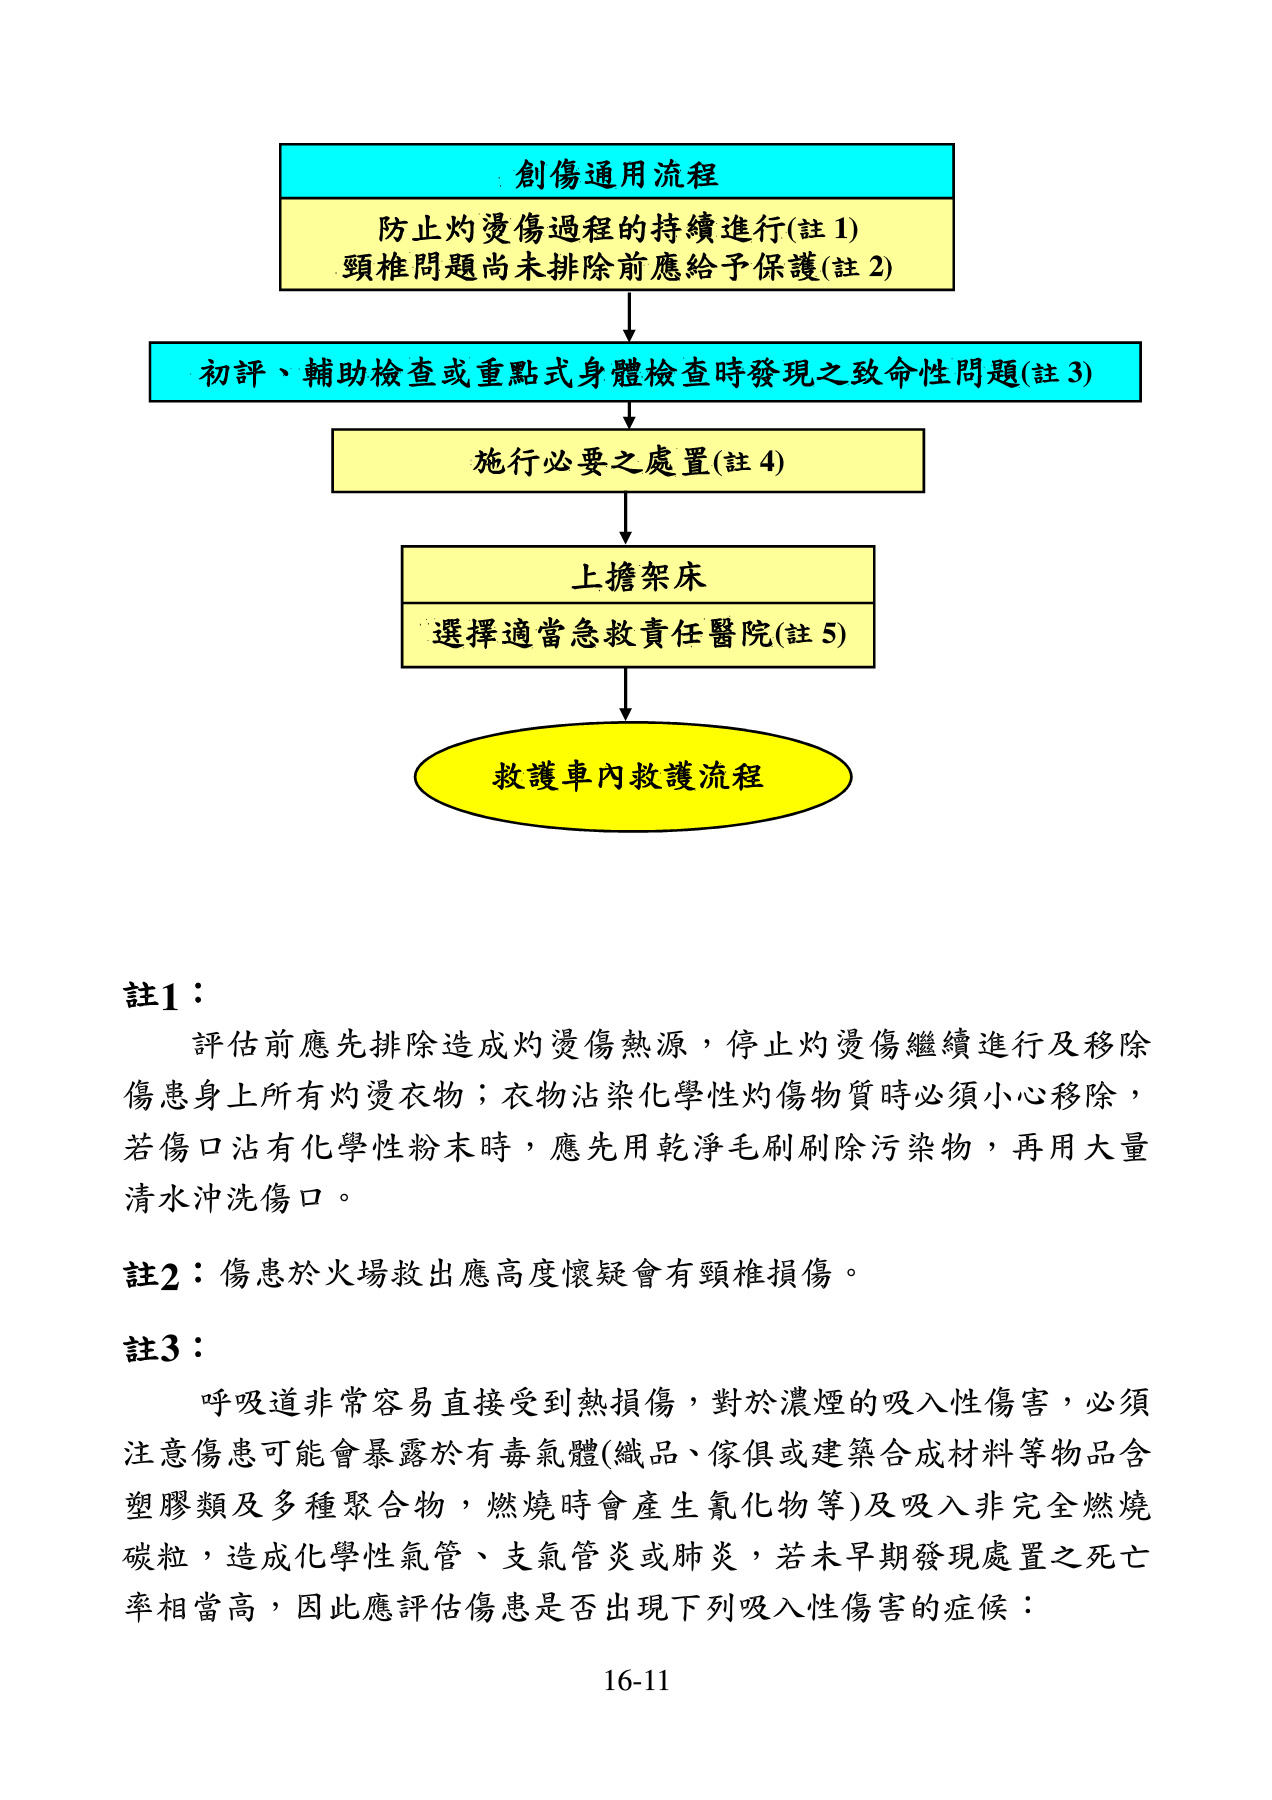 創傷通用流程
防止灼燙傷過程的持續進行(註 1)
頸椎問題尚未排除前應給予保護(註 2)
初評、輔助檢查或重點式身體檢查時發現之致命性問題(註 3)
施行必要之處置(註 4)
上擔架床
選擇適當急救責任醫院(註 5)
救護車內救護流程
註1：
評估前應先排除造成灼燙傷熱源，停止灼燙傷繼續進行及移除
傷患身上所有灼燙衣物；衣物沾染化學性灼傷物質時必須小心移除，
若傷口沾有化學性粉末時，應先用乾淨毛刷刷除污染物，再用大量
清水沖洗傷口。
註2：傷患於火場救出應高度懷疑會有頸椎損傷。
註3：
呼吸道非常容易直接受到熱損傷，對於濃煙的吸入性傷害，必須
注意傷患可能會暴露於有毒氣體(織品、傢俱或建築合成材料等物品含
塑膠類及多種聚合物，燃燒時會產生氰化物等)及吸入非完全燃燒
碳粒，造成化學性氣管、支氣管炎或肺炎，若未早期發現處置之死亡
率相當高，因此應評估傷患是否出現下列吸入性傷害的症候：
16-11